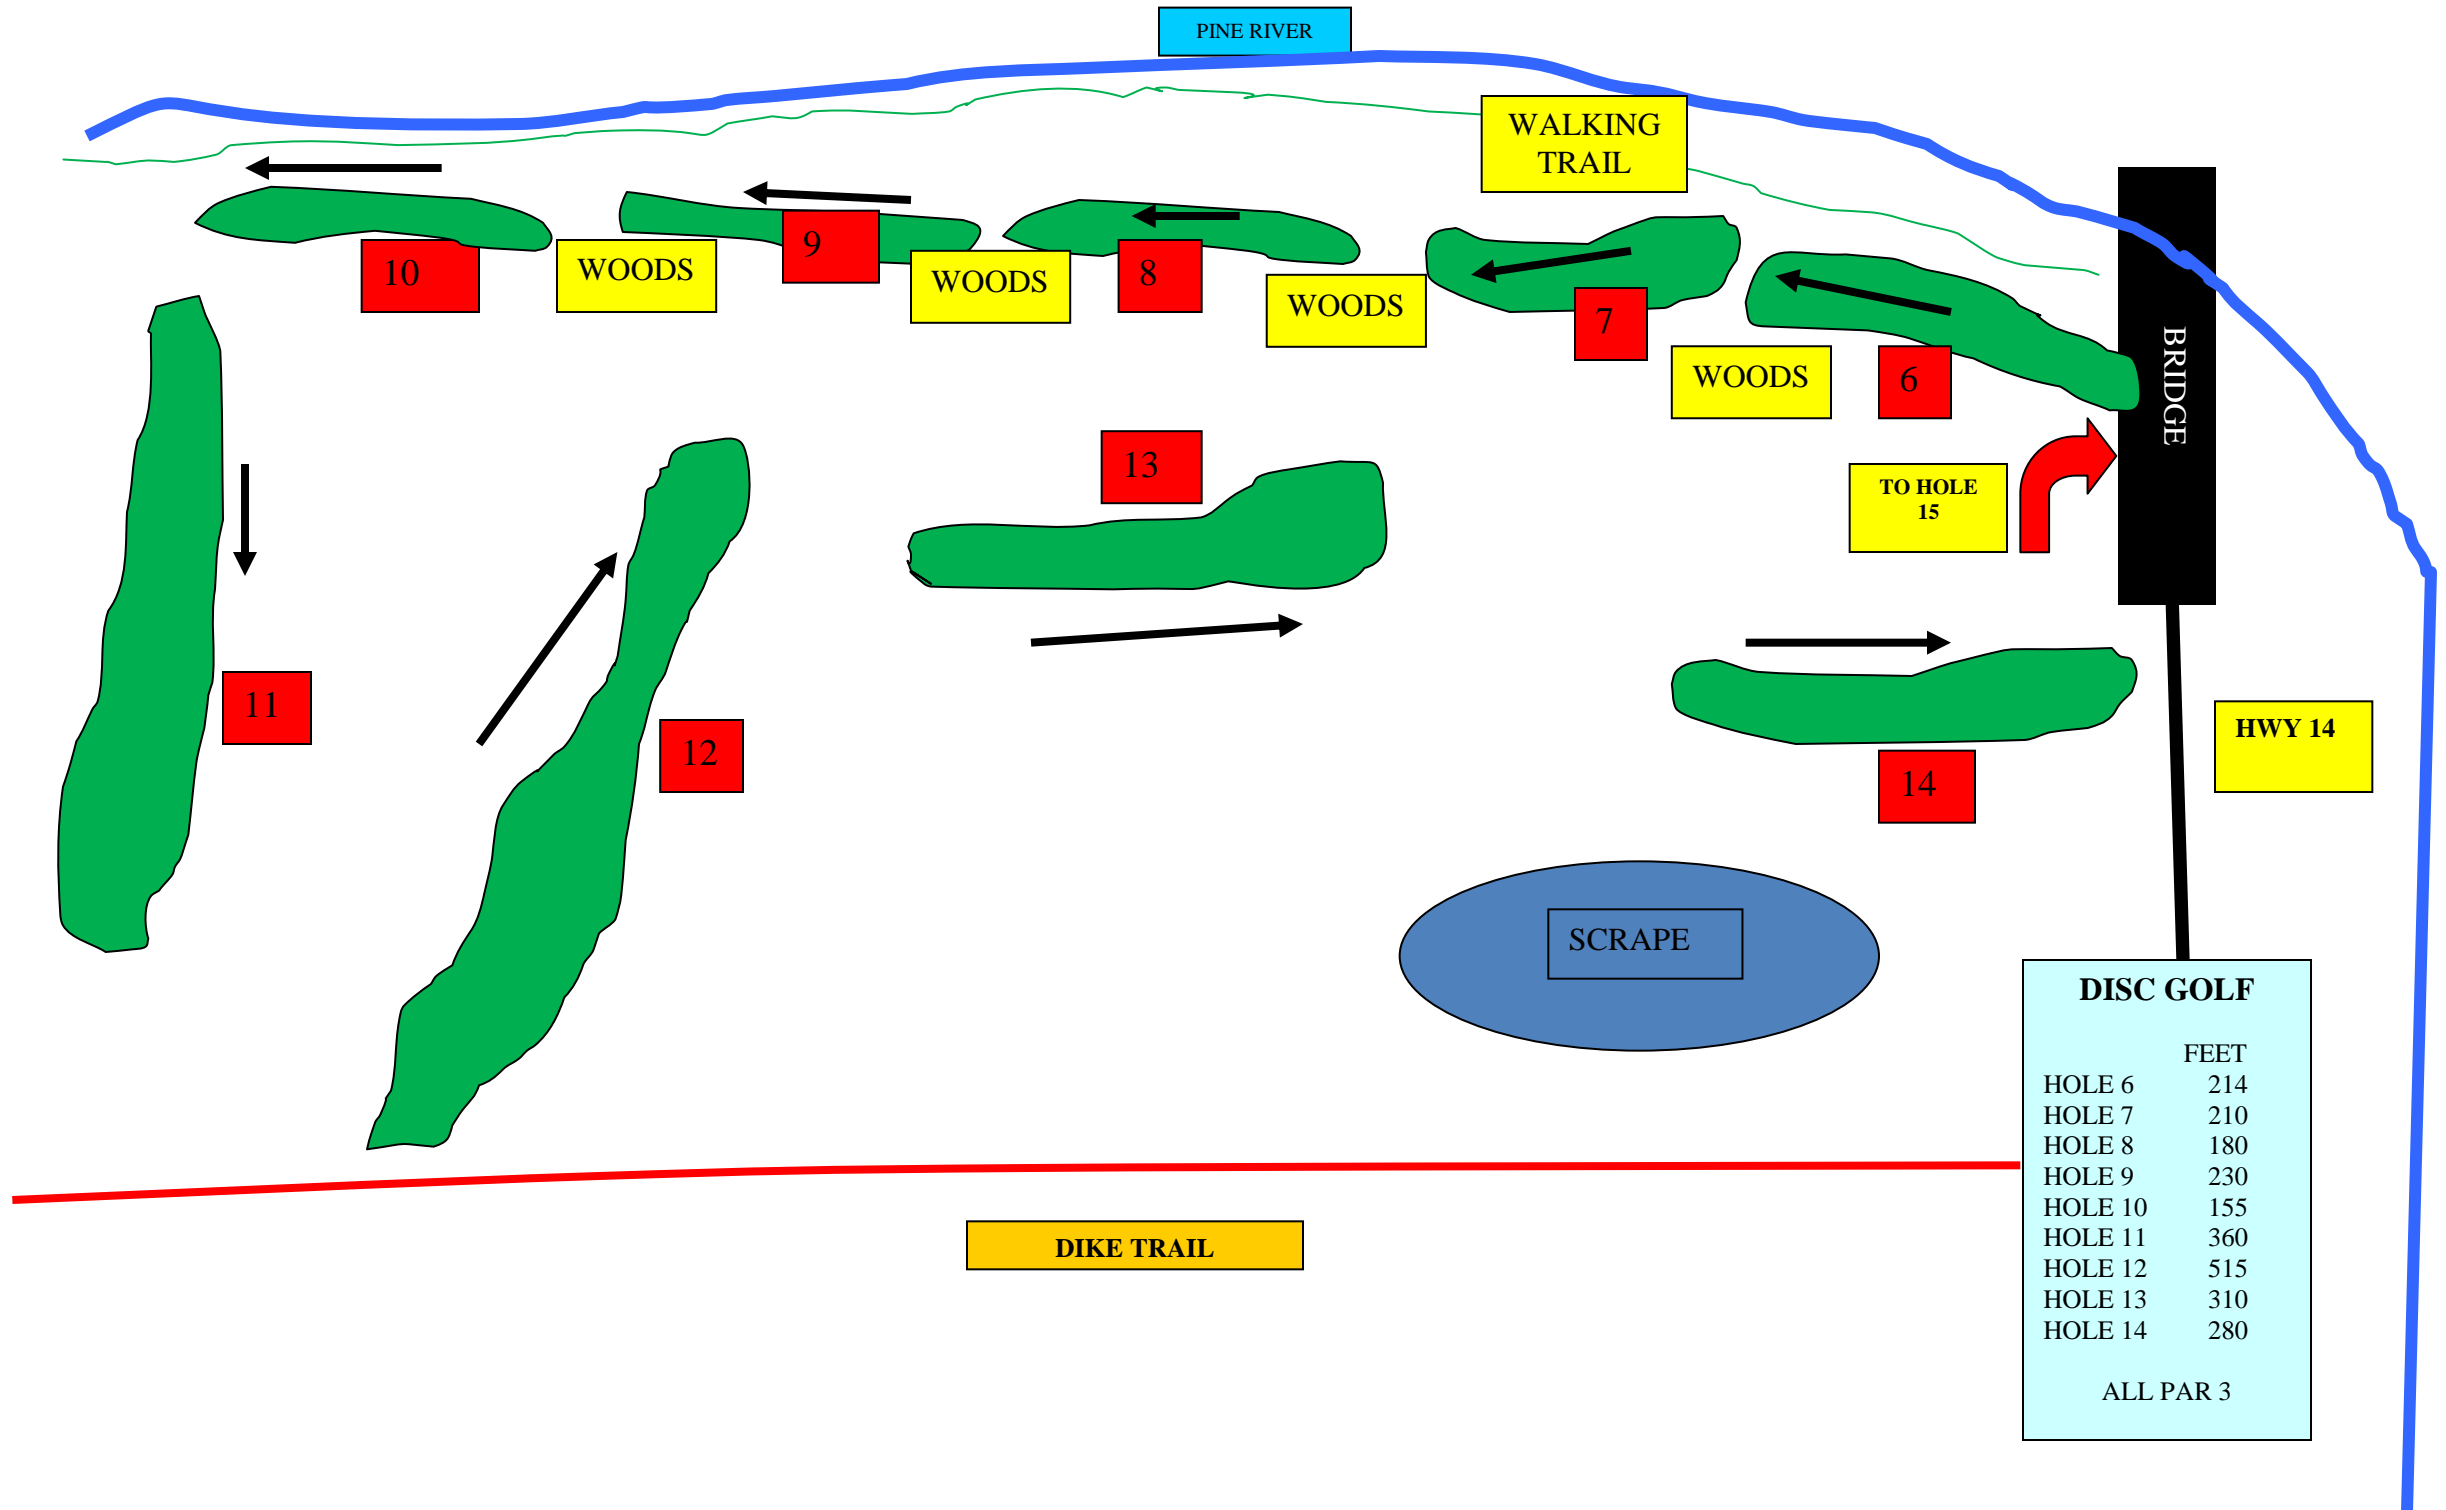 PINE RIVER
WALKING
TRAIL
10
WOODS
9
WOODS
8
WOODS
7
WOODS
6
BRIDGE
13
TO HOLE
15
11
12
14
HWY 14
SCRAPE
DISC GOLF
FEET
HOLE 6 214
HOLE 7 210
HOLE 8 180
HOLE 9 230
HOLE 10 155
HOLE 11 360
HOLE 12 515
HOLE 13 310
HOLE 14 280
ALL PAR 3
DIKE TRAIL